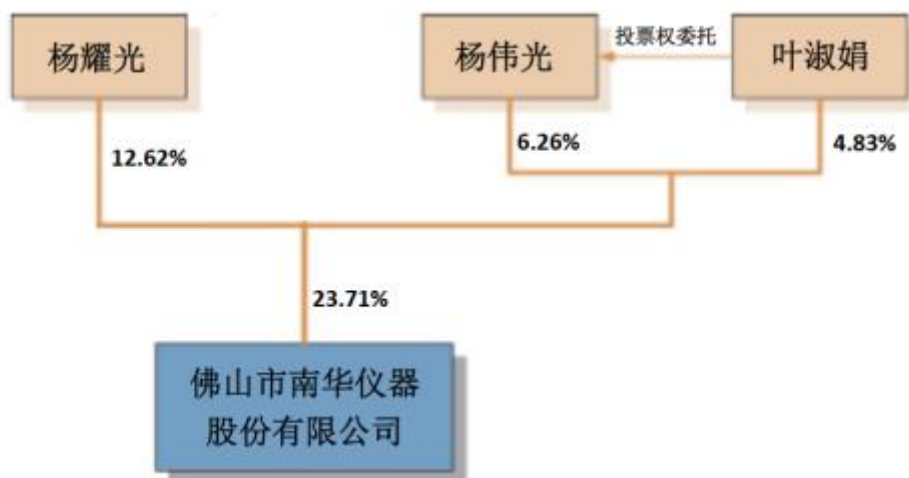 杨耀光
杨伟光
投票权委托
叶淑娟
12.62%
6.26%
4.83%
23.71%
佛山市南华仪器
股份有限公司